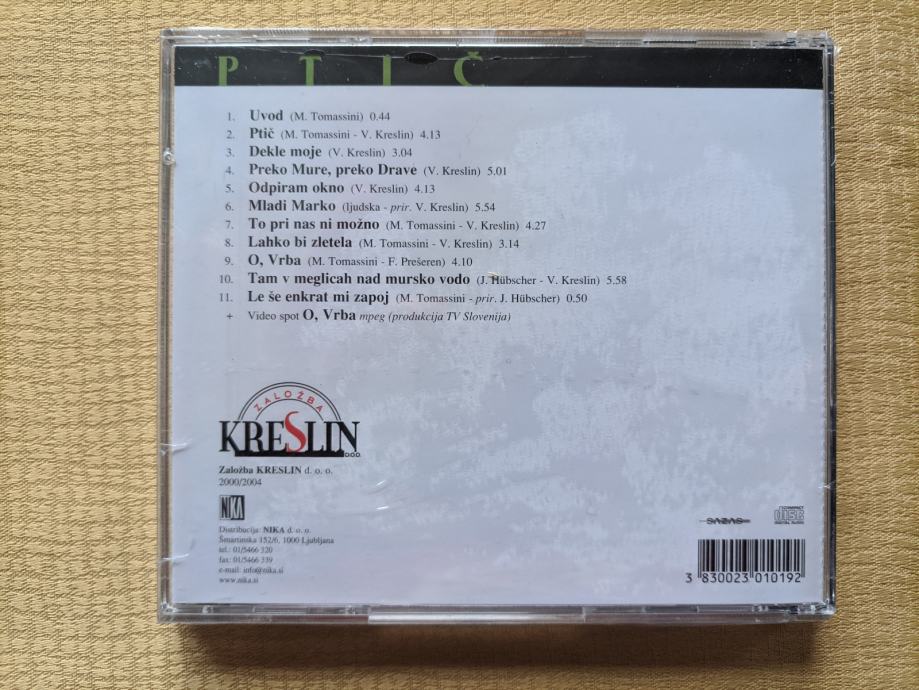 PTIČ
1. Uvod (M. Tomassini) 0.44
2. Ptič (M. Tomassini - V. Kreslin) 4.13
3. Dekle moje (V. Kreslin) 3.04
4. Preko Mure, preko Drave (V. Kreslin) 5.01
5. Odpiram okno (V. Kreslin) 4.13
6. Mladi Marko (ljudska - prir. V. Kreslin) 5.54
7. To pri nas ni možno (M. Tomassini - V. Kreslin) 4.27
8. Lahko bi zletela (M. Tomassini - V. Kreslin) 3.14
9. O, Vrba (M. Tomassini - F. Prešeren) 4.10
10. Tam v meglicah nad mursko vodo (J. Hübscher - V. Kreslin) 5.58
11. Le še enkrat mi zapoj (M. Tomassini - prir. J. Hübscher) 0.50
+ Video spot O, Vrba mpeg (produkcija TV Slovenija)
ZALOŽBA
KRESLIN D.O.O.
Založba KRESLIN d. o. o.
2000/2004
NIKA
Distribucija: NIKA d. o. o.
Šmartinska 152/6, 1000 Ljubljana
tel.: 01/5466 320
fax: 01/5466 339
e-mail: info@nika.si
www.nika.si
SAZAS
COMPACT
disc
DIGITAL AUDIO
3 830023 010192